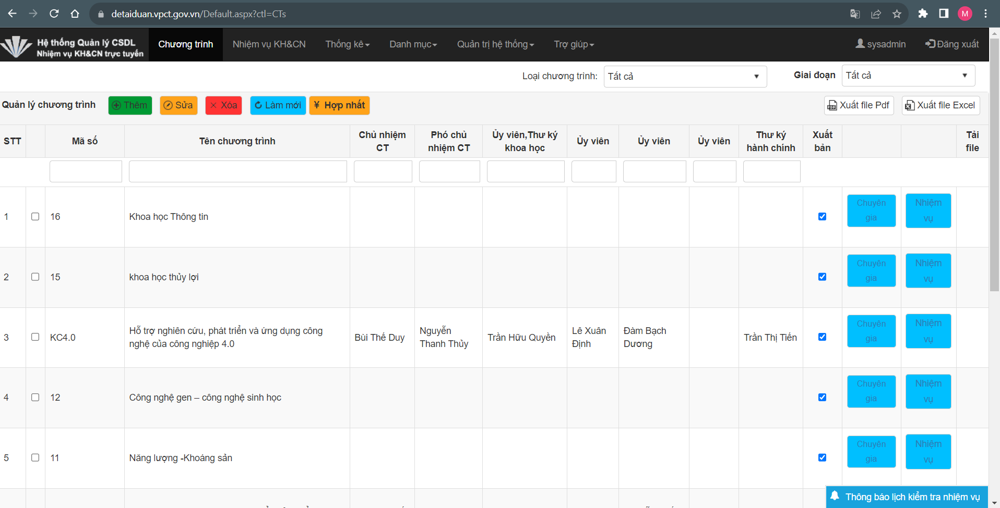 detaiduan.vpct.gov.vn/Default.aspx?ctl=CTs
M
Hệ thống Quản lý CSDL
Nhiệm vụ KH&CN trực tuyến
Chương trình
Nhiệm vụ KH&CN
Thống kê
Danh mục
Quản trị hệ thống
Trợ giúp
sysadmin
Đăng xuất
Loại chương trình: Tất cả
Giai đoạn Tất cả
Quản lý chương trình
Thêm
Sửa
Xóa
Làm mới
¥ Hợp nhất
Xuất file Pdf
Xuất file Excel
STT
Mã số
Tên chương trình
Chủ nhiệm
CT
Phó chủ
nhiệm CT
Ủy viên,Thư ký
khoa học
Ủy viên
Ủy viên
Ủy viên
Thư ký
hành chính
Xuất
bản
Tải
file
1
16
Khoa học Thông tin
Chuyên
gia
Nhiệm
vụ
2
15
khoa học thủy lợi
Chuyên
gia
Nhiệm
vụ
3
KC4.0
Hỗ trợ nghiên cứu, phát triển và ứng dụng công
nghệ của công nghiệp 4.0
Bùi Thế Duy
Nguyễn
Thanh Thủy
Trần Hữu Quyền
Lê Xuân
Định
Đàm Bạch
Dương
Trần Thị Tiến
Chuyên
gia
Nhiệm
vụ
4
12
Công nghệ gen – công nghệ sinh học
Chuyên
gia
Nhiệm
vụ
5
11
Năng lượng -Khoáng sản
Chuyên
gia
Nhiệm
vụ
Thông báo lịch kiểm tra nhiệm vụ